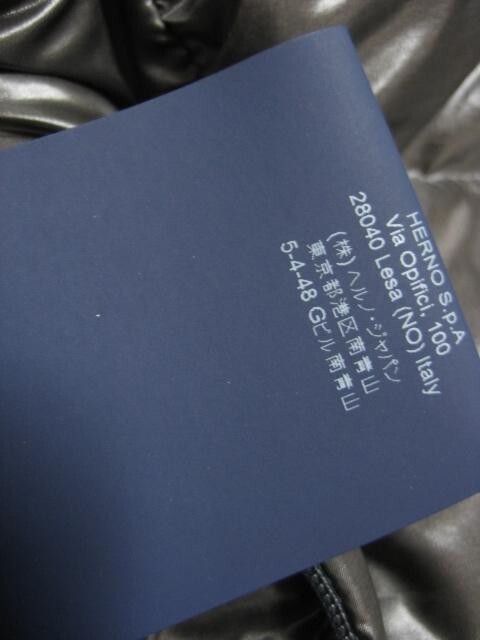 HERNO S.p.A
Via Opifici, 100
28040 Lesa (NO) Italy
(株)ヘルノ・ジャパン
東京都港区南青山
5-4-48 Gビル南青山